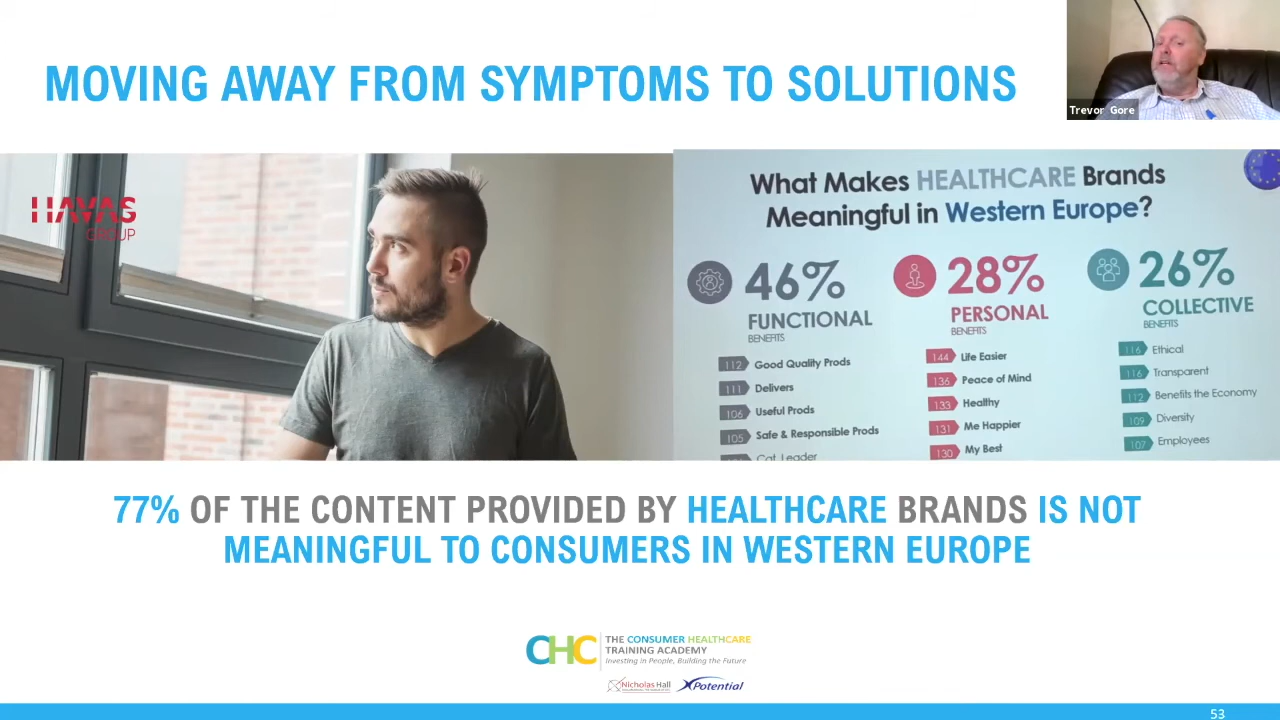 MOVING AWAY FROM SYMPTOMS TO SOLUTIONS
Trevor Gore
HAVAS
GROUP
What Makes HEALTHCARE Brands
Meaningful in Western Europe?
46%
FUNCTIONAL
BENEFITS
112 Good Quality Prods
111 Delivers
106 Useful Prods
105 Safe & Responsible Prods
Cat. Leader
28%
PERSONAL
BENEFITS
144 Life Easier
136 Peace of Mind
133 Healthy
131 Me Happier
130 My Best
26%
COLLECTIVE
BENEFITS
116 Ethical
116 Transparent
112 Benefits the Economy
109 Diversity
107 Employees
77% OF THE CONTENT PROVIDED BY HEALTHCARE BRANDS IS NOT
MEANINGFUL TO CONSUMERS IN WESTERN EUROPE
CHC
THE CONSUMER HEALTHCARE
TRAINING ACADEMY
Investing in People, Building the Future
Nicholas Hall
XPotential
53